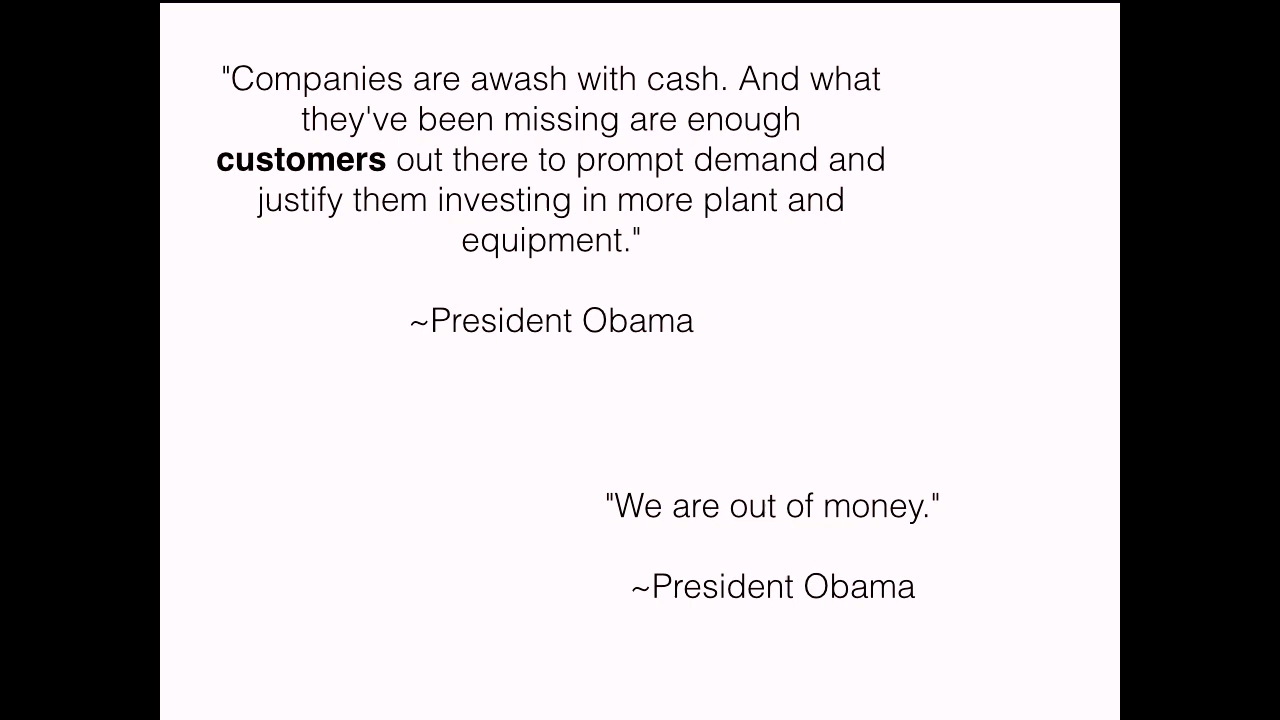 "Companies are awash with cash. And what
they've been missing are enough
customers out there to prompt demand and
justify them investing in more plant and
equipment."
~President Obama
"We are out of money."
~President Obama